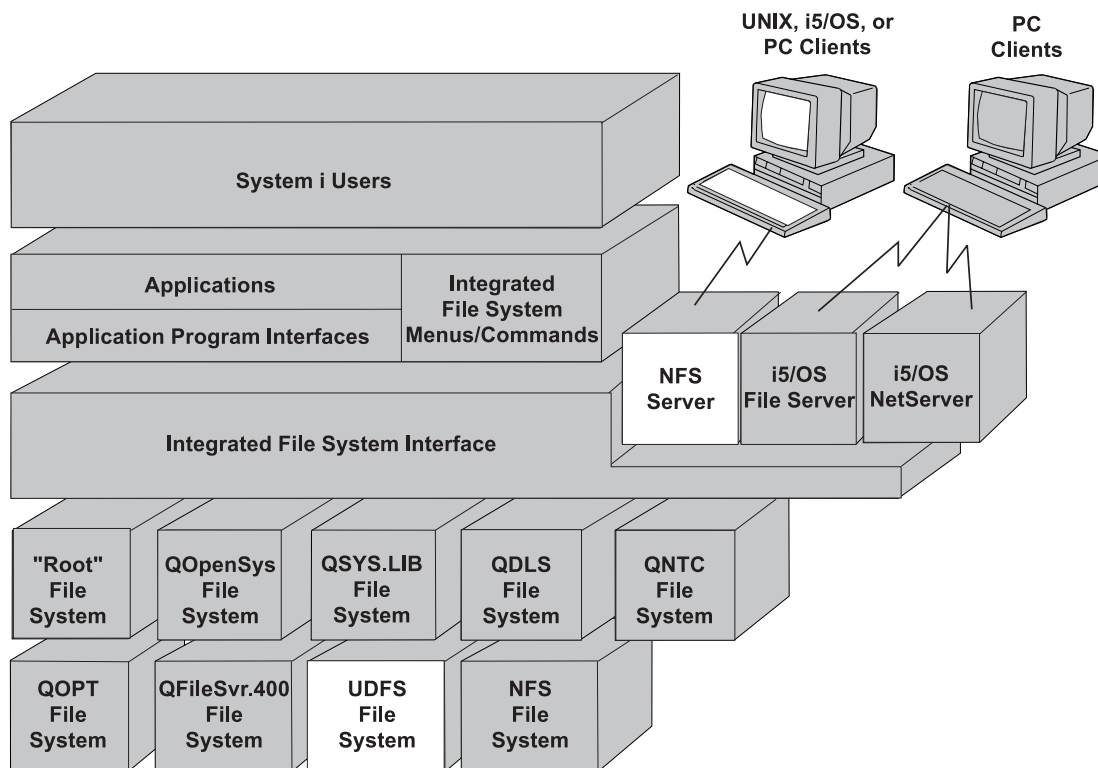 UNIX, i5/OS, or
PC Clients
PC
Clients
System i Users
Applications
Application Program Interfaces
Integrated
File System
Menus/Commands
NFS
Server
i5/OS
File Server
i5/OS
NetServer
Integrated File System Interface
"Root"
File
System
QOpenSys
File
System
QSYS.LIB
File
System
QDLS
File
System
QNTC
File
System
QOPT
File
System
QFileSvr.400
File
System
UDFS
File
System
NFS
File
System